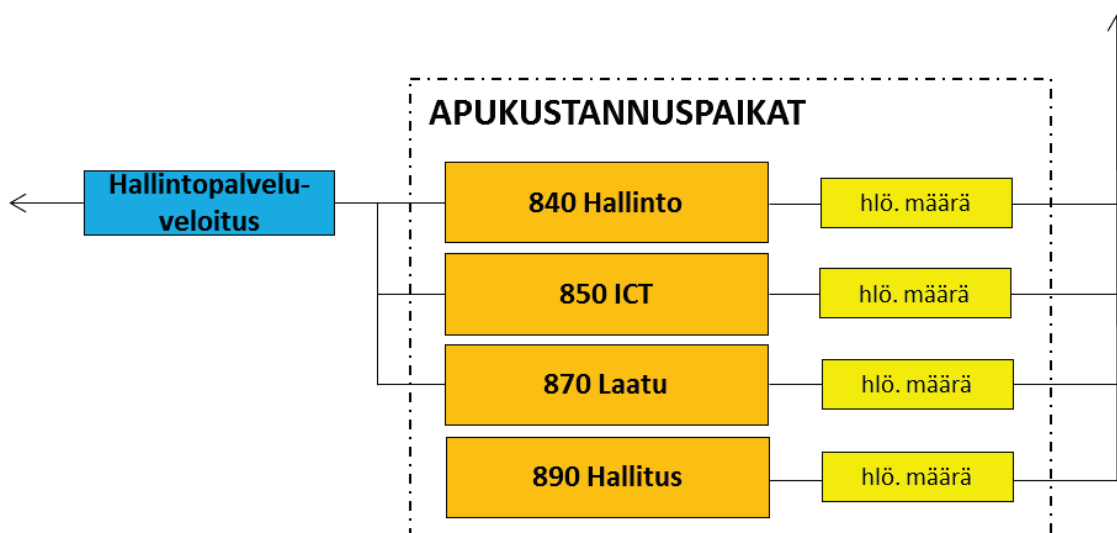 APUKUSTANNUSPAIKAT
Hallintopalvelu-
veloitus
840 Hallinto
hlö. määrä
850 ICT
hlö. määrä
870 Laatu
hlö. määrä
890 Hallitus
hlö. määrä